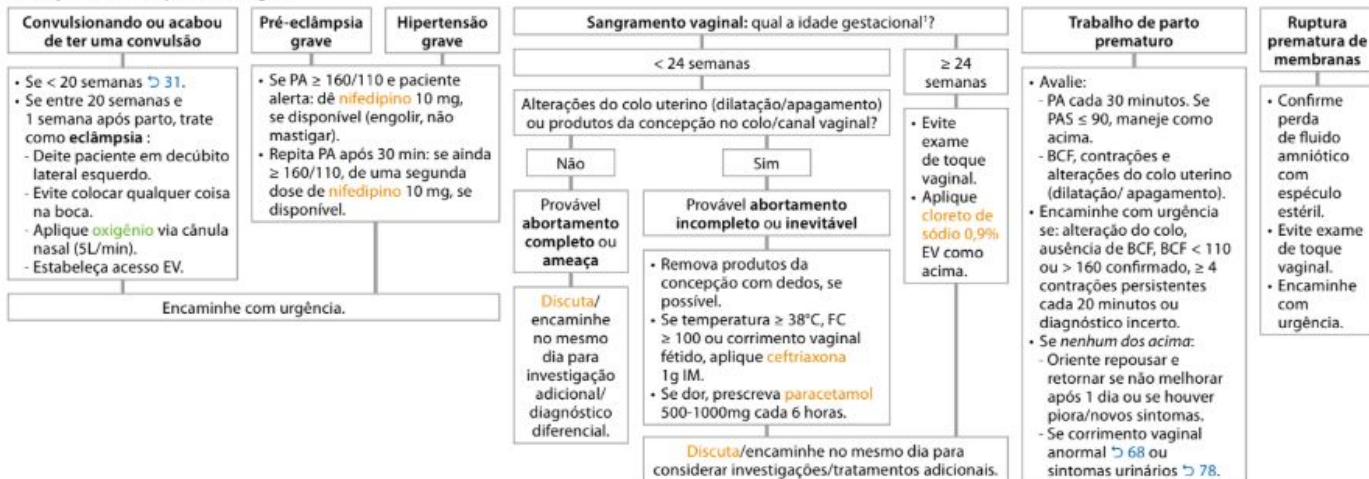 Convulsionando ou acabou
de ter uma convulsão
• Se < 20 semanas ⮌ 31.
• Se entre 20 semanas e
1 semana após parto, trate
como eclâmpsia :
- Deite paciente em decúbito
lateral esquerdo.
- Evite colocar qualquer coisa
na boca.
- Aplique oxigênio via cânula
nasal (5L/min).
- Estabeleça acesso EV.
Pré-eclâmpsia
grave
Hipertensão
grave
• Se PA ≥ 160/110 e paciente
alerta: dê nifedipino 10 mg,
se disponível (engolir, não
mastigar).
• Repita PA após 30 min: se ainda
≥ 160/110, de uma segunda
dose de nifedipino 10 mg, se
disponível.
Encaminhe com urgência.
Sangramento vaginal: qual a idade gestacional¹?
< 24 semanas
Alterações do colo uterino (dilatação/apagamento)
ou produtos da concepção no colo/canal vaginal?
Não
Provável
abortamento
completo ou
ameaça
Discuta/
encaminhe
no mesmo
dia para
investigação
adicional/
diagnóstico
diferencial.
Sim
Provável abortamento
incompleto ou inevitável
• Remova produtos da
concepção com dedos, se
possível.
• Se temperatura ≥ 38°C, FC
≥ 100 ou corrimento vaginal
fétido, aplique ceftriaxona
1g IM.
• Se dor, prescreva paracetamol
500-1000mg cada 6 horas.
≥ 24
semanas
• Evite
exame
de toque
vaginal.
• Aplique
cloreto de
sódio 0,9%
EV como
acima.
Discuta/encaminhe no mesmo dia para
considerar investigações/tratamentos adicionais.
Trabalho de parto
prematuro
• Avalie:
- PA cada 30 minutos. Se
PAS ≤ 90, maneje como
acima.
- BCF, contrações e
alterações do colo uterino
(dilatação/ apagamento).
• Encaminhe com urgência
se: alteração do colo,
ausência de BCF, BCF < 110
ou > 160 confirmado, ≥ 4
contrações persistentes
cada 20 minutos ou
diagnóstico incerto.
• Se nenhum dos acima:
- Oriente repousar e
retornar se não melhorar
após 1 dia ou se houver
piora/novos sintomas.
- Se corrimento vaginal
anormal ⮌ 68 ou
sintomas urinários ⮌ 78.
Ruptura
prematura de
membranas
• Confirme
perda
de fluido
amniótico
com
espéculo
estéril.
• Evite exame
de toque
vaginal.
• Encaminhe
com
urgência.